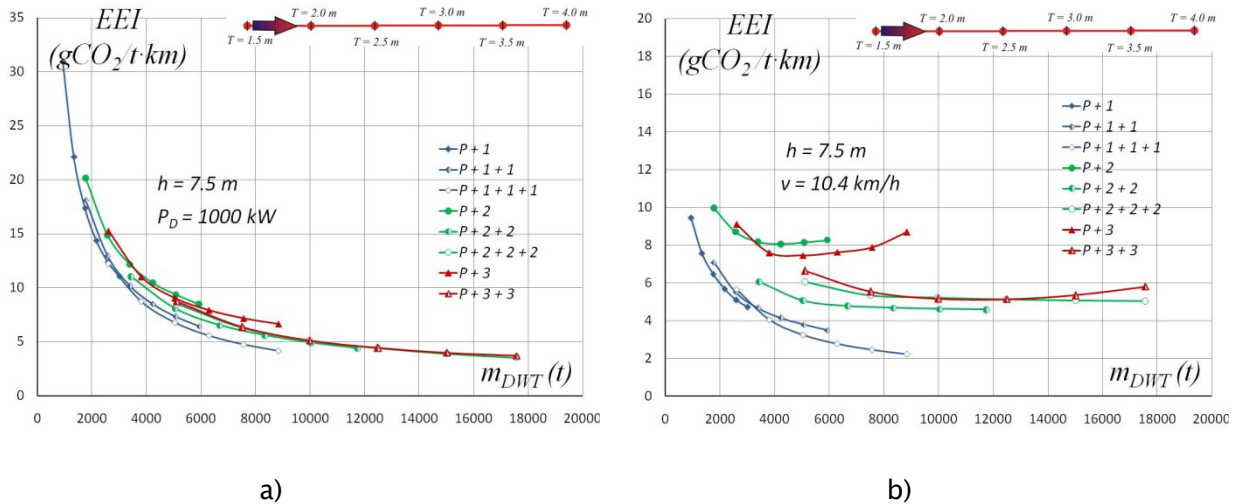 EEI
(gCO2/t·km)
T = 2.0 m
T = 3.0 m
T = 4.0 m
T = 1.5 m
T = 2.5 m
T = 3.5 m
35
30
25
20
15
10
5
0
h = 7.5 m
PD = 1000 kW
P + 1
P + 1 + 1
P + 1 + 1 + 1
P + 2
P + 2 + 2
P + 2 + 2 + 2
P + 3
P + 3 + 3
mDWT (t)
0 2000 4000 6000 8000 10000 12000 14000 16000 18000 20000
a)
EEI
(gCO2/t·km)
T = 2.0 m
T = 3.0 m
T = 4.0 m
T = 1.5 m
T = 2.5 m
T = 3.5 m
20
18
16
14
12
10
8
6
4
2
0
h = 7.5 m
v = 10.4 km/h
P + 1
P + 1 + 1
P + 1 + 1 + 1
P + 2
P + 2 + 2
P + 2 + 2 + 2
P + 3
P + 3 + 3
mDWT (t)
0 2000 4000 6000 8000 10000 12000 14000 16000 18000 20000
b)